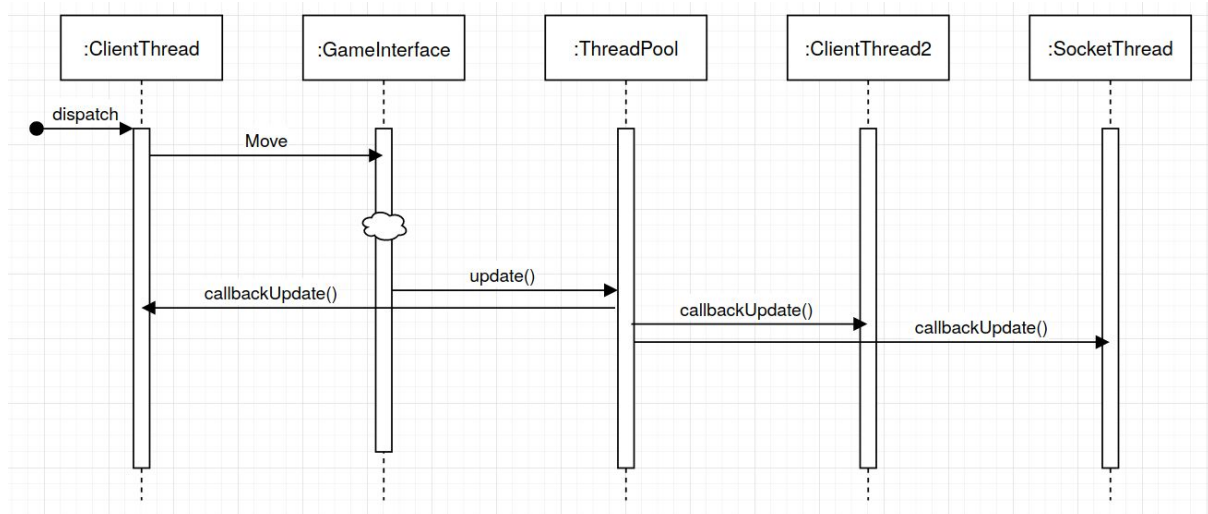 :ClientThread
:GameInterface
:ThreadPool
:ClientThread2
:SocketThread
dispatch
Move
update()
callbackUpdate()
callbackUpdate()
callbackUpdate()